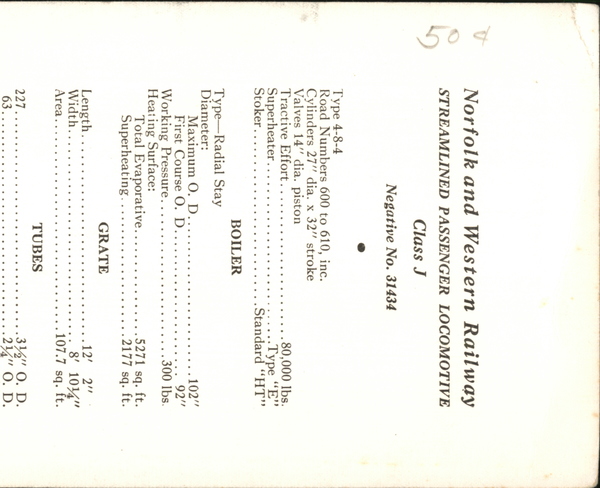 50 ¢
Norfolk and Western Railway
STREAMLINED PASSENGER LOCOMOTIVE
Class J
Negative No. 31434
Type 4-8-4
Road Numbers 600 to 610, inc.
Cylinders 27" dia. x 32" stroke
Valves 14" dia. piston
Tractive Effort 80,000 lbs.
Superheater Type "E"
Stoker Standard "HT"
BOILER
Type—Radial Stay
Diameter:
Maximum O. D. 102"
First Course O. D. 92"
Working Pressure 300 lbs.
Heating Surface:
Total Evaporative 5271 sq. ft.
Superheating 2177 sq. ft.
GRATE
Length 12' 2"
Width 8' 10¼"
Area 107.7 sq. ft.
TUBES
227 3½" O. D.
63 2¼" O. D.